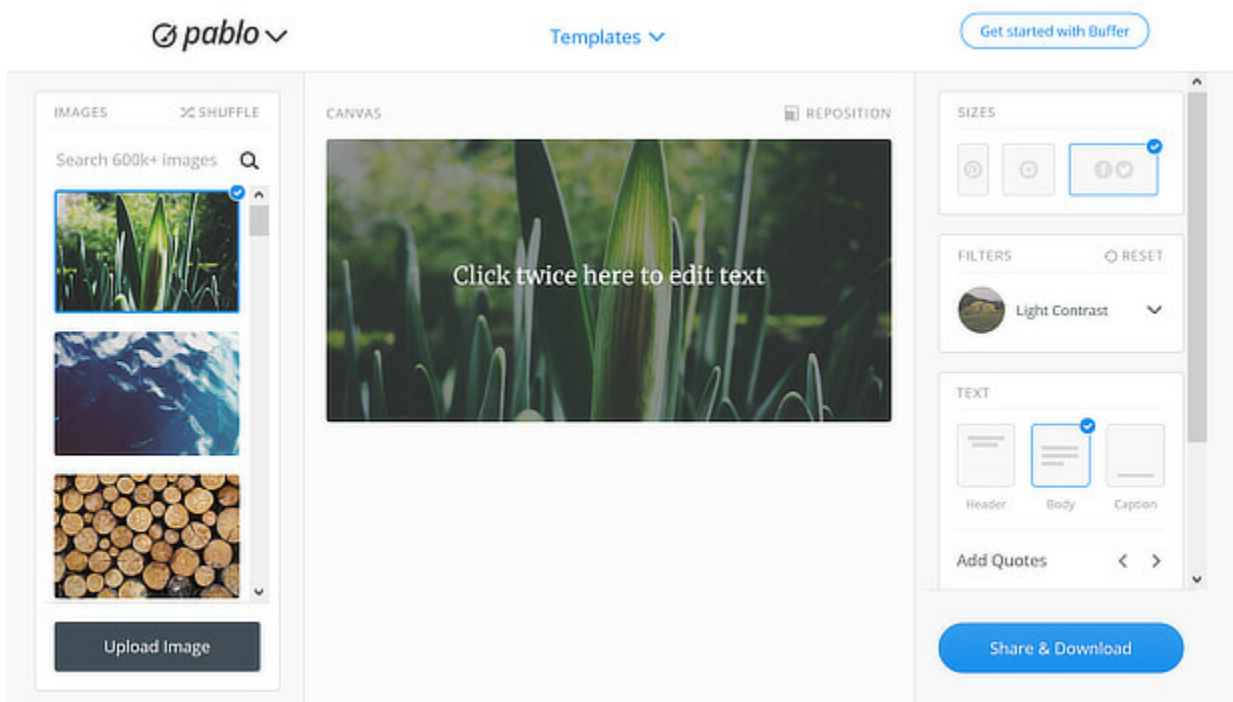 pablo
Templates
Get started with Buffer
IMAGES
SHUFFLE
Search 600k+ images
Upload Image
CANVAS
REPOSITION
Click twice here to edit text
SIZES
FILTERS
RESET
Light Contrast
TEXT
Header
Body
Caption
Add Quotes
Share & Download